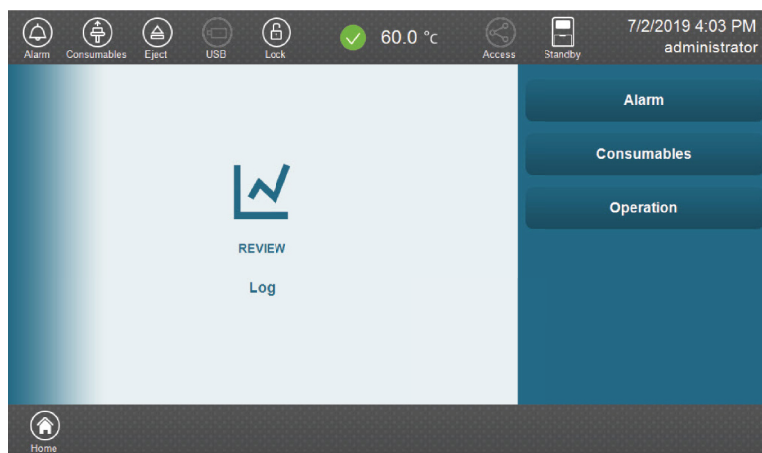 Alarm
Consumables
Eject
USB
Lock
60.0 °c
Access
Standby
7/2/2019 4:03 PM
administrator
REVIEW
Log
Alarm
Consumables
Operation
Home